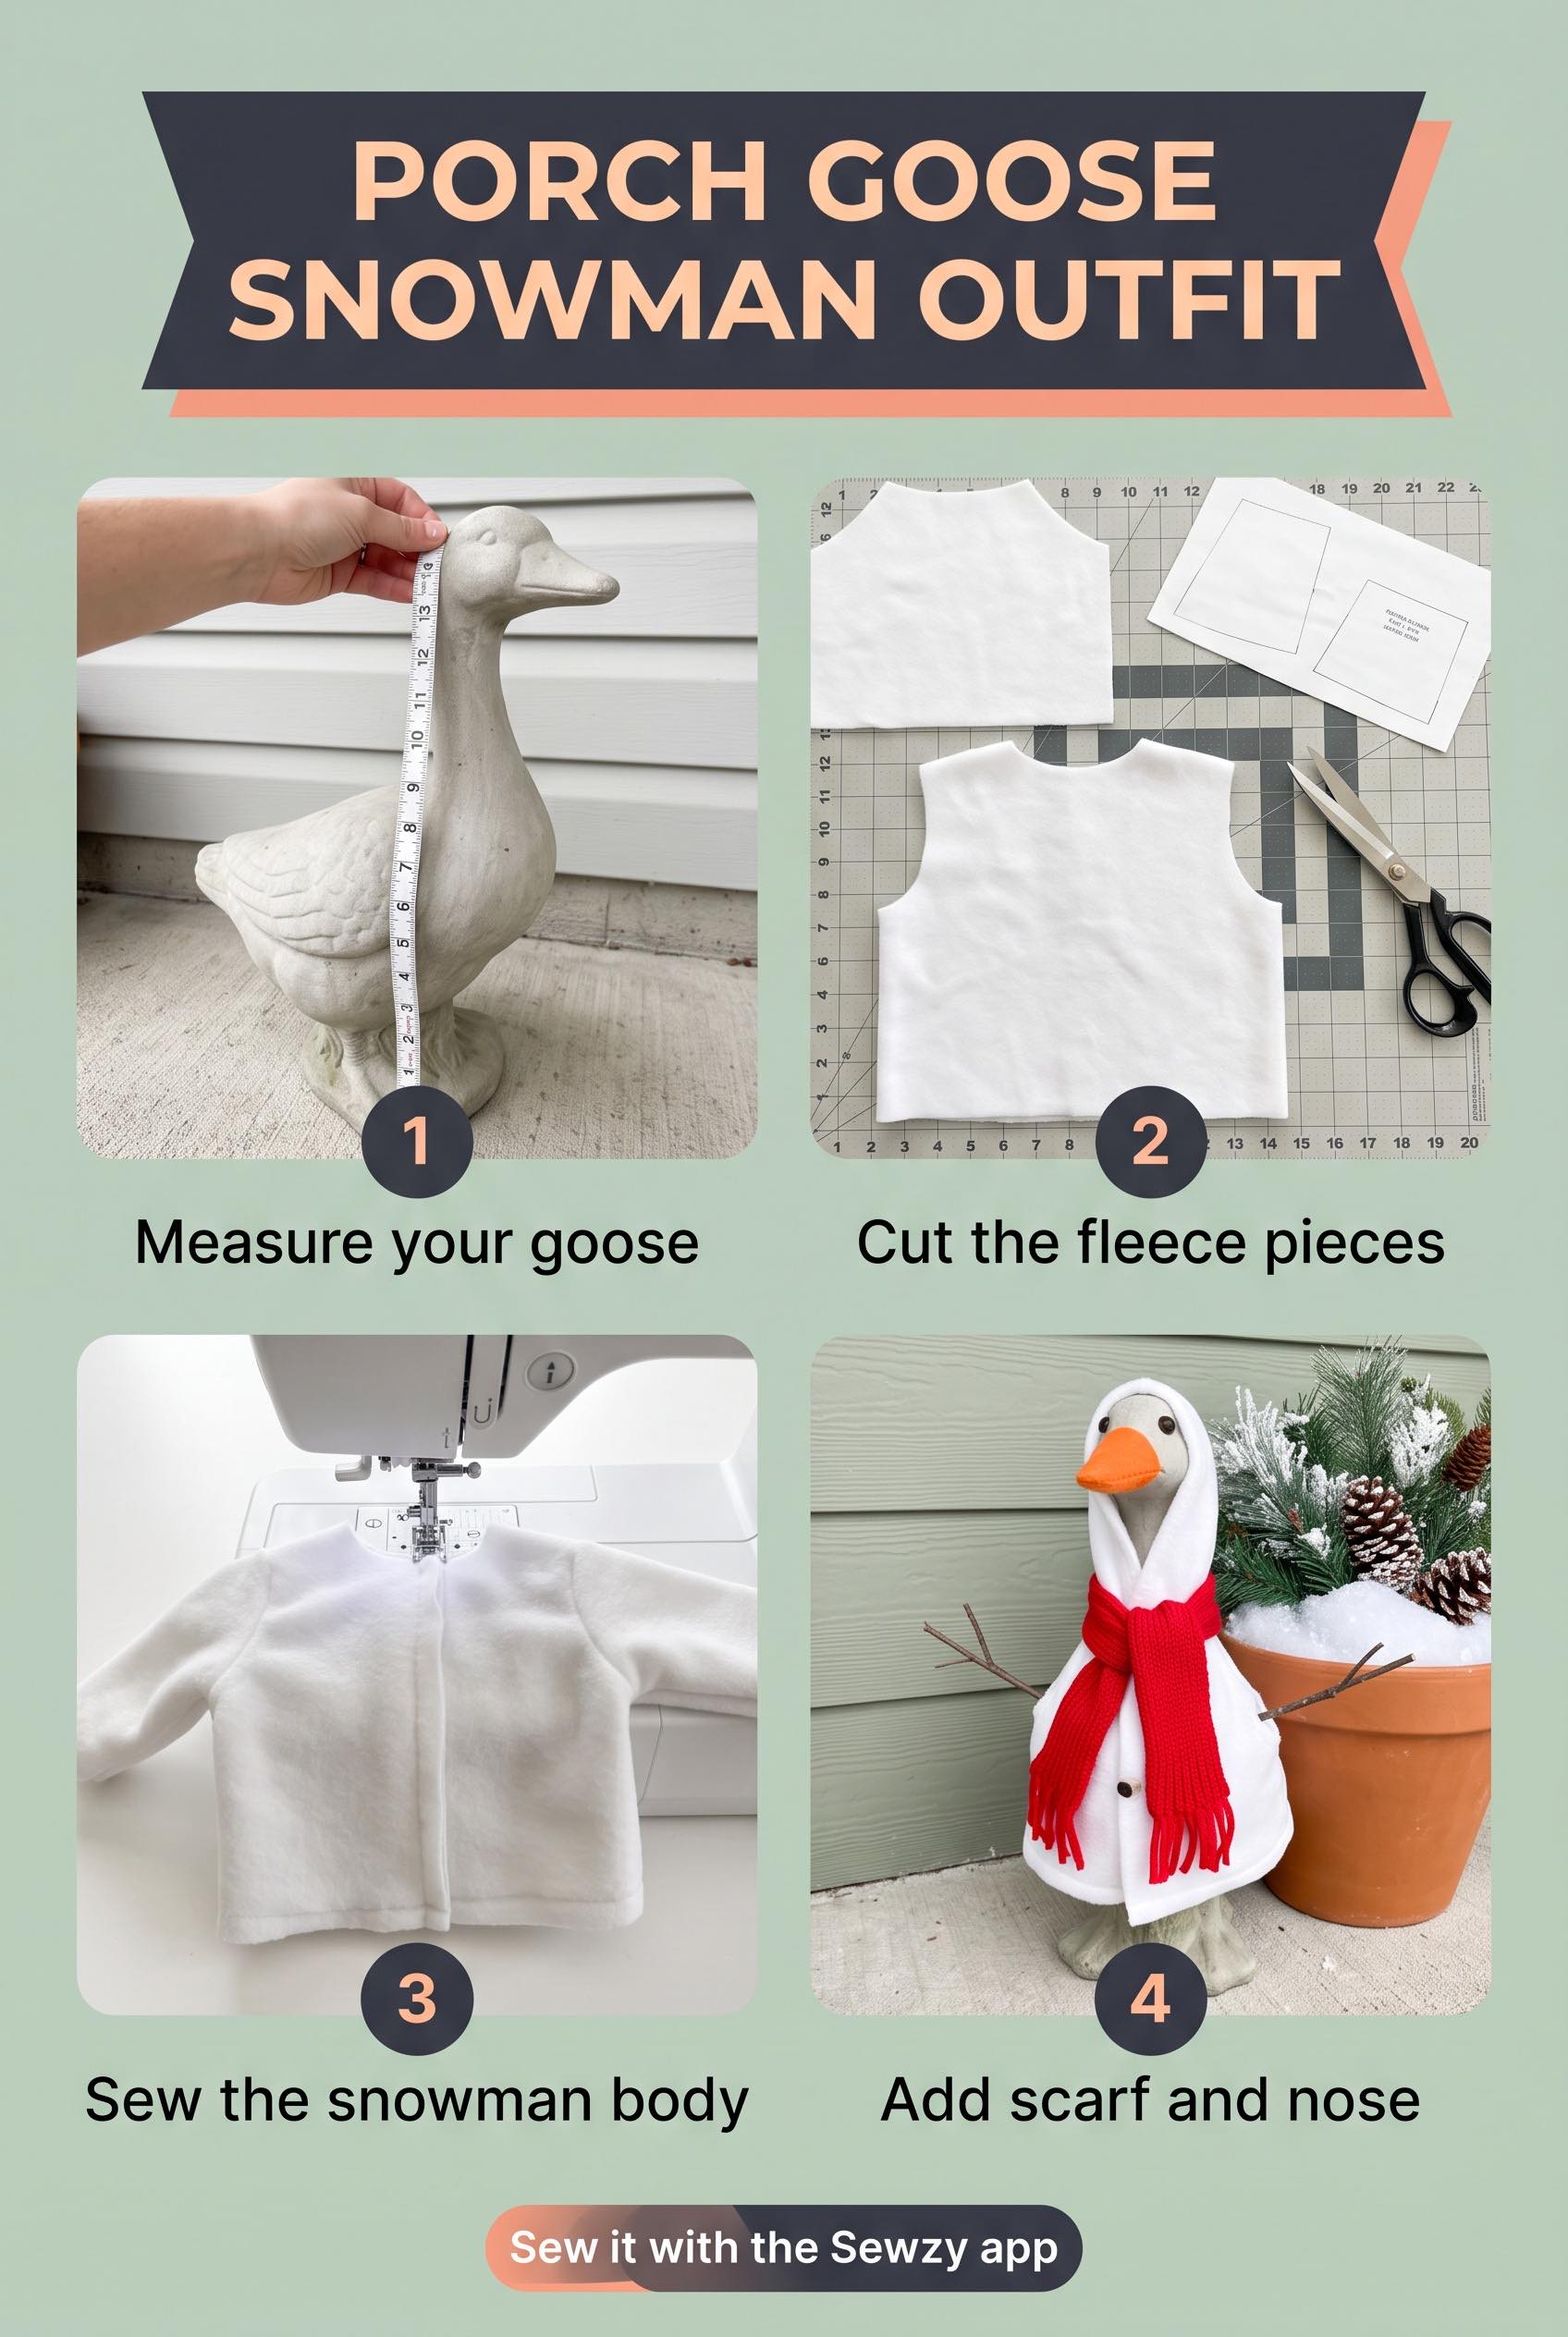 PORCH GOOSE
SNOWMAN OUTFIT
1
Measure your goose
2
Cut the fleece pieces
3
Sew the snowman body
4
Add scarf and nose
Sew it with the Sewzy app